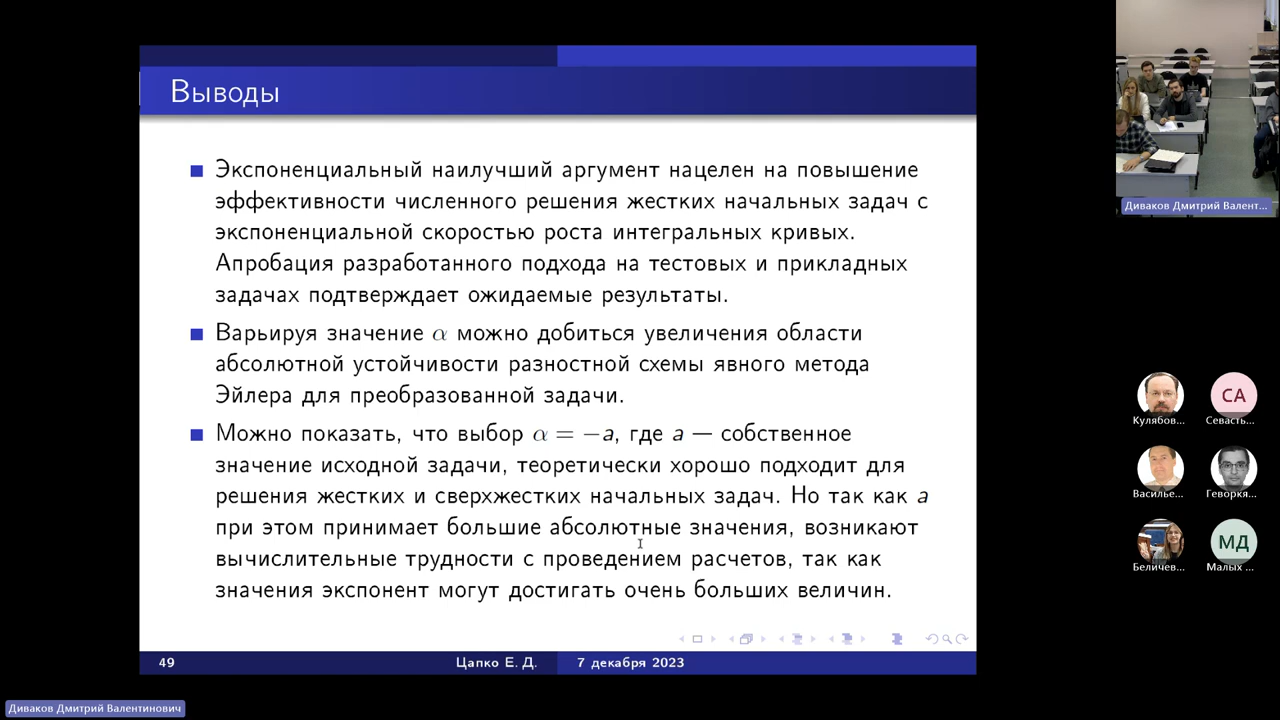 Выводы
Экспоненциальный наилучший аргумент нацелен на повышение
эффективности численного решения жестких начальных задач с
экспоненциальной скоростью роста интегральных кривых.
Апробация разработанного подхода на тестовых и прикладных
задачах подтверждает ожидаемые результаты.
Варьируя значение α можно добиться увеличения области
абсолютной устойчивости разностной схемы явного метода
Эйлера для преобразованной задачи.
Можно показать, что выбор α = −a, где a — собственное
значение исходной задачи, теоретически хорошо подходит для
решения жестких и сверхжестких начальных задач. Но так как a
при этом принимает большие абсолютные значения, возникают
вычислительные трудности с проведением расчетов, так как
значения экспонент могут достигать очень больших величин.
49 Цапко Е. Д. 7 декабря 2023
Диваков Дмитрий Валент...
СА
Кулябов... Севасть...
Василье... Геворкя...
МД
Беличев... Малых ...
Диваков Дмитрий Валентинович